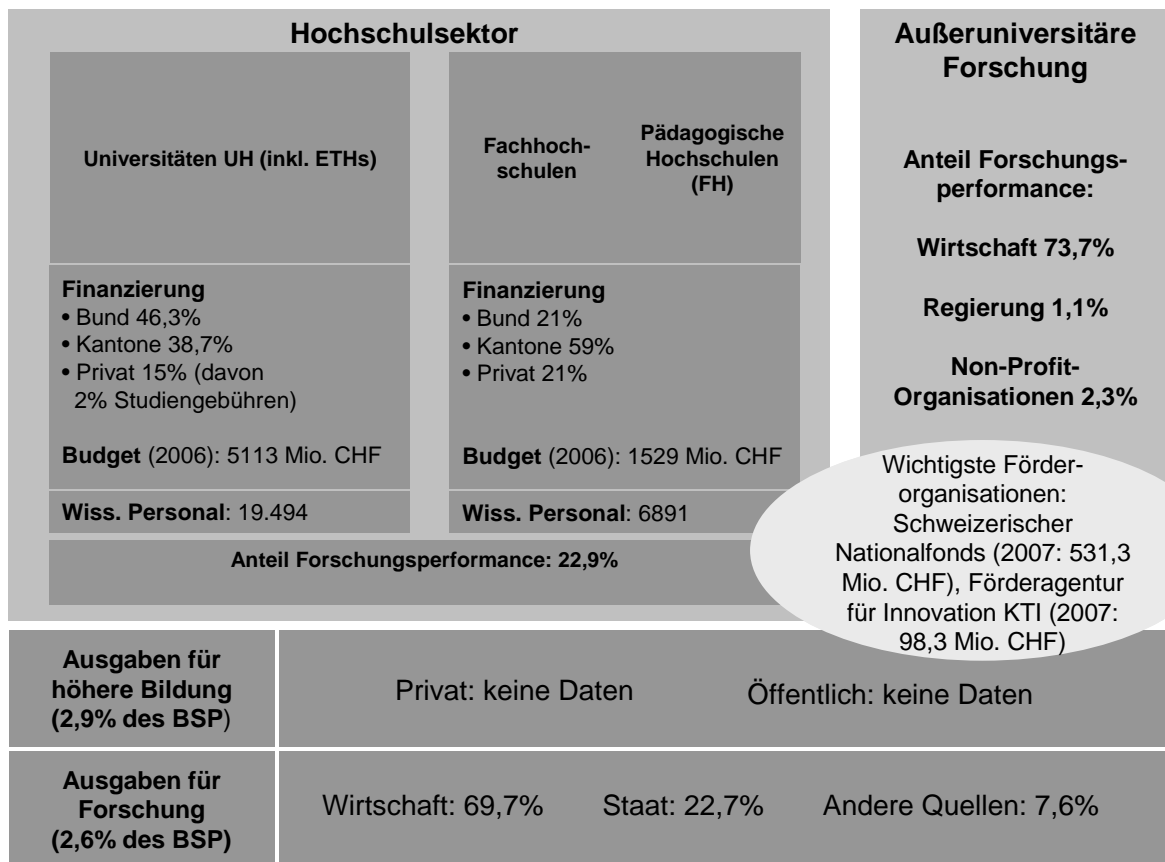 Hochschulsektor
Universitäten UH (inkl. ETHs)
Fachhoch-
schulen
Pädagogische
Hochschulen
(FH)
Finanzierung
• Bund 46,3%
• Kantone 38,7%
• Privat 15% (davon
2% Studiengebühren)
Budget (2006): 5113 Mio. CHF
Wiss. Personal: 19.494
Finanzierung
• Bund 21%
• Kantone 59%
• Privat 21%
Budget (2006): 1529 Mio. CHF
Wiss. Personal: 6891
Anteil Forschungsperformance: 22,9%
Außeruniversitäre
Forschung
Anteil Forschungs-
performance:
Wirtschaft 73,7%
Regierung 1,1%
Non-Profit-
Organisationen 2,3%
Wichtigste Förder-
organisationen:
Schweizerischer
Nationalfonds (2007: 531,3
Mio. CHF), Förderagentur
für Innovation KTI (2007:
98,3 Mio. CHF)
Ausgaben für
höhere Bildung
(2,9% des BSP)
Privat: keine Daten
Öffentlich: keine Daten
Ausgaben für
Forschung
(2,6% des BSP)
Wirtschaft: 69,7%
Staat: 22,7%
Andere Quellen: 7,6%